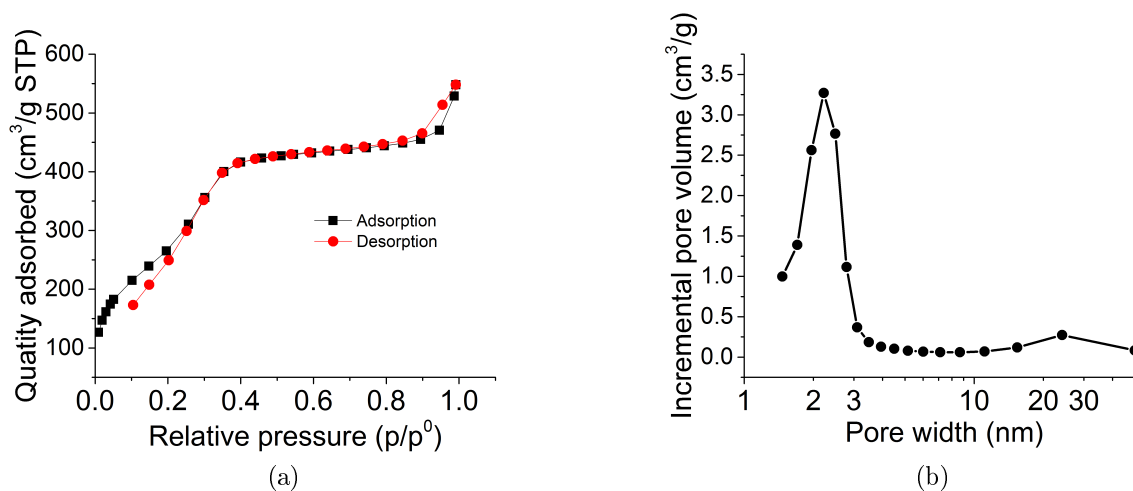 600
500
400
300
200
100
0.0 0.2 0.4 0.6 0.8 1.0
Quatity adsorbed (cm³/g STP)
Relative pressure (p/p⁰)
Adsorption
Desorption
(a)
3.5
3.0
2.5
2.0
1.5
1.0
0.5
0.0
1 2 3 10 20 30
Incremental pore volume (cm³/g)
Pore width (nm)
(b)